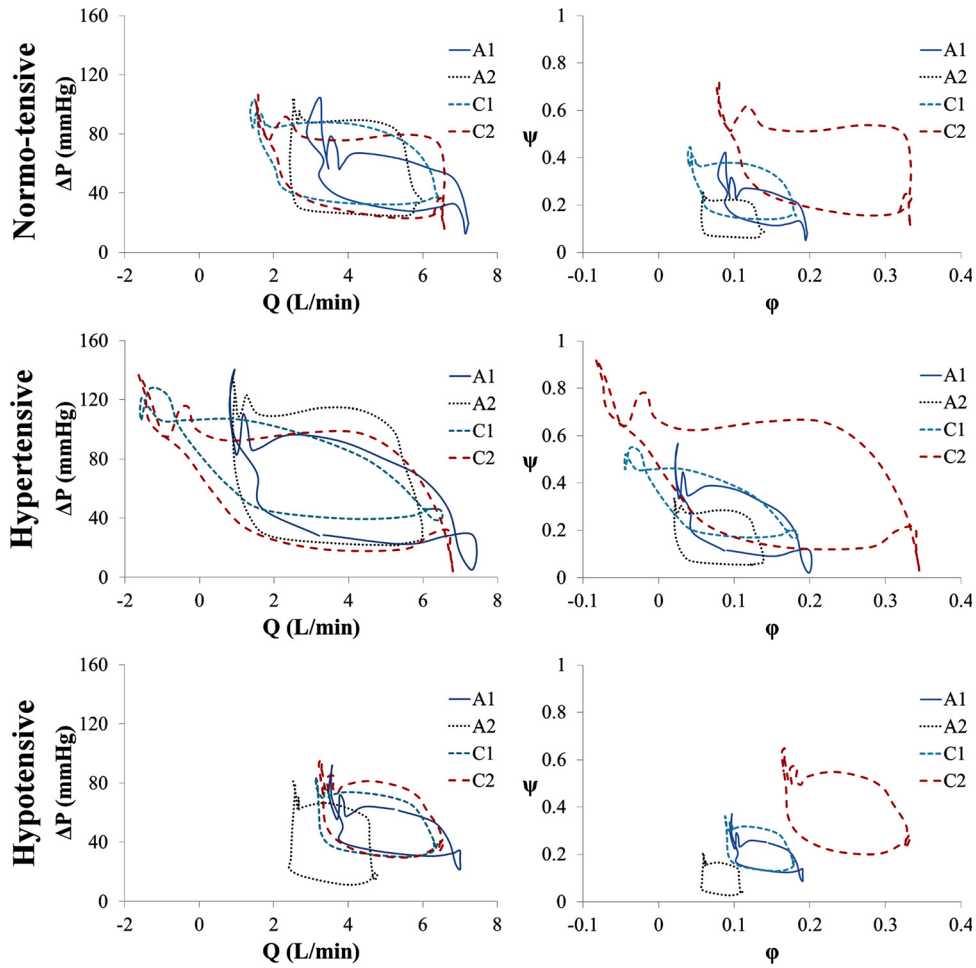 Normo-tensive
ΔP (mmHg)
160
120
80
40
0
-2 0 2 4 6 8
Q (L/min)
A1
A2
C1
C2
ψ
1
0.8
0.6
0.4
0.2
0
-0.1 0 0.1 0.2 0.3 0.4
φ
A1
A2
C1
C2
Hypertensive
ΔP (mmHg)
160
120
80
40
0
-2 0 2 4 6 8
Q (L/min)
A1
A2
C1
C2
ψ
1
0.8
0.6
0.4
0.2
0
-0.1 0 0.1 0.2 0.3 0.4
φ
A1
A2
C1
C2
Hypotensive
ΔP (mmHg)
160
120
80
40
0
-2 0 2 4 6 8
Q (L/min)
A1
A2
C1
C2
ψ
1
0.8
0.6
0.4
0.2
0
-0.1 0 0.1 0.2 0.3 0.4
φ
A1
A2
C1
C2